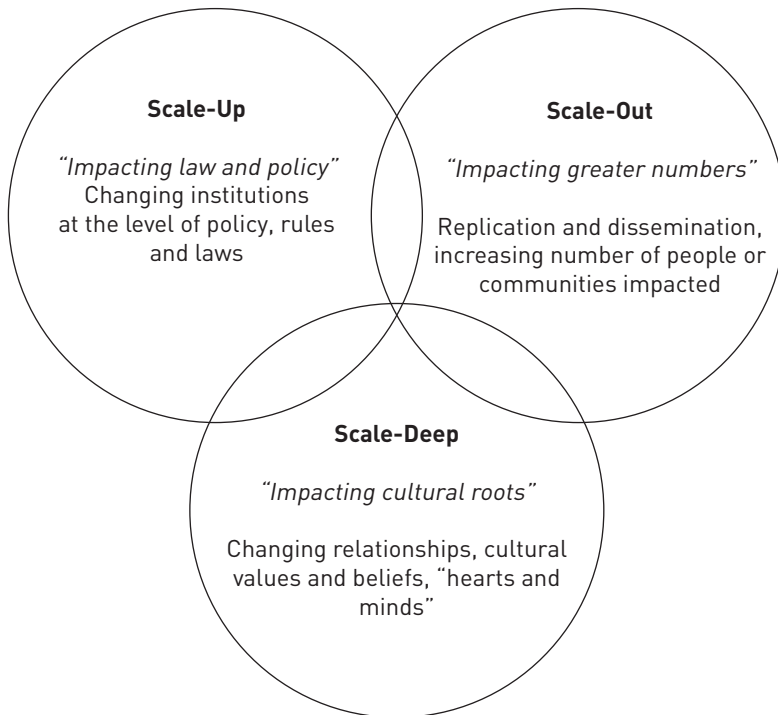 Scale-Up
“Impacting law and policy”
Changing institutions
at the level of policy, rules
and laws
Scale-Out
“Impacting greater numbers”
Replication and dissemination,
increasing number of people or
communities impacted
Scale-Deep
“Impacting cultural roots”
Changing relationships, cultural
values and beliefs, “hearts and
minds”